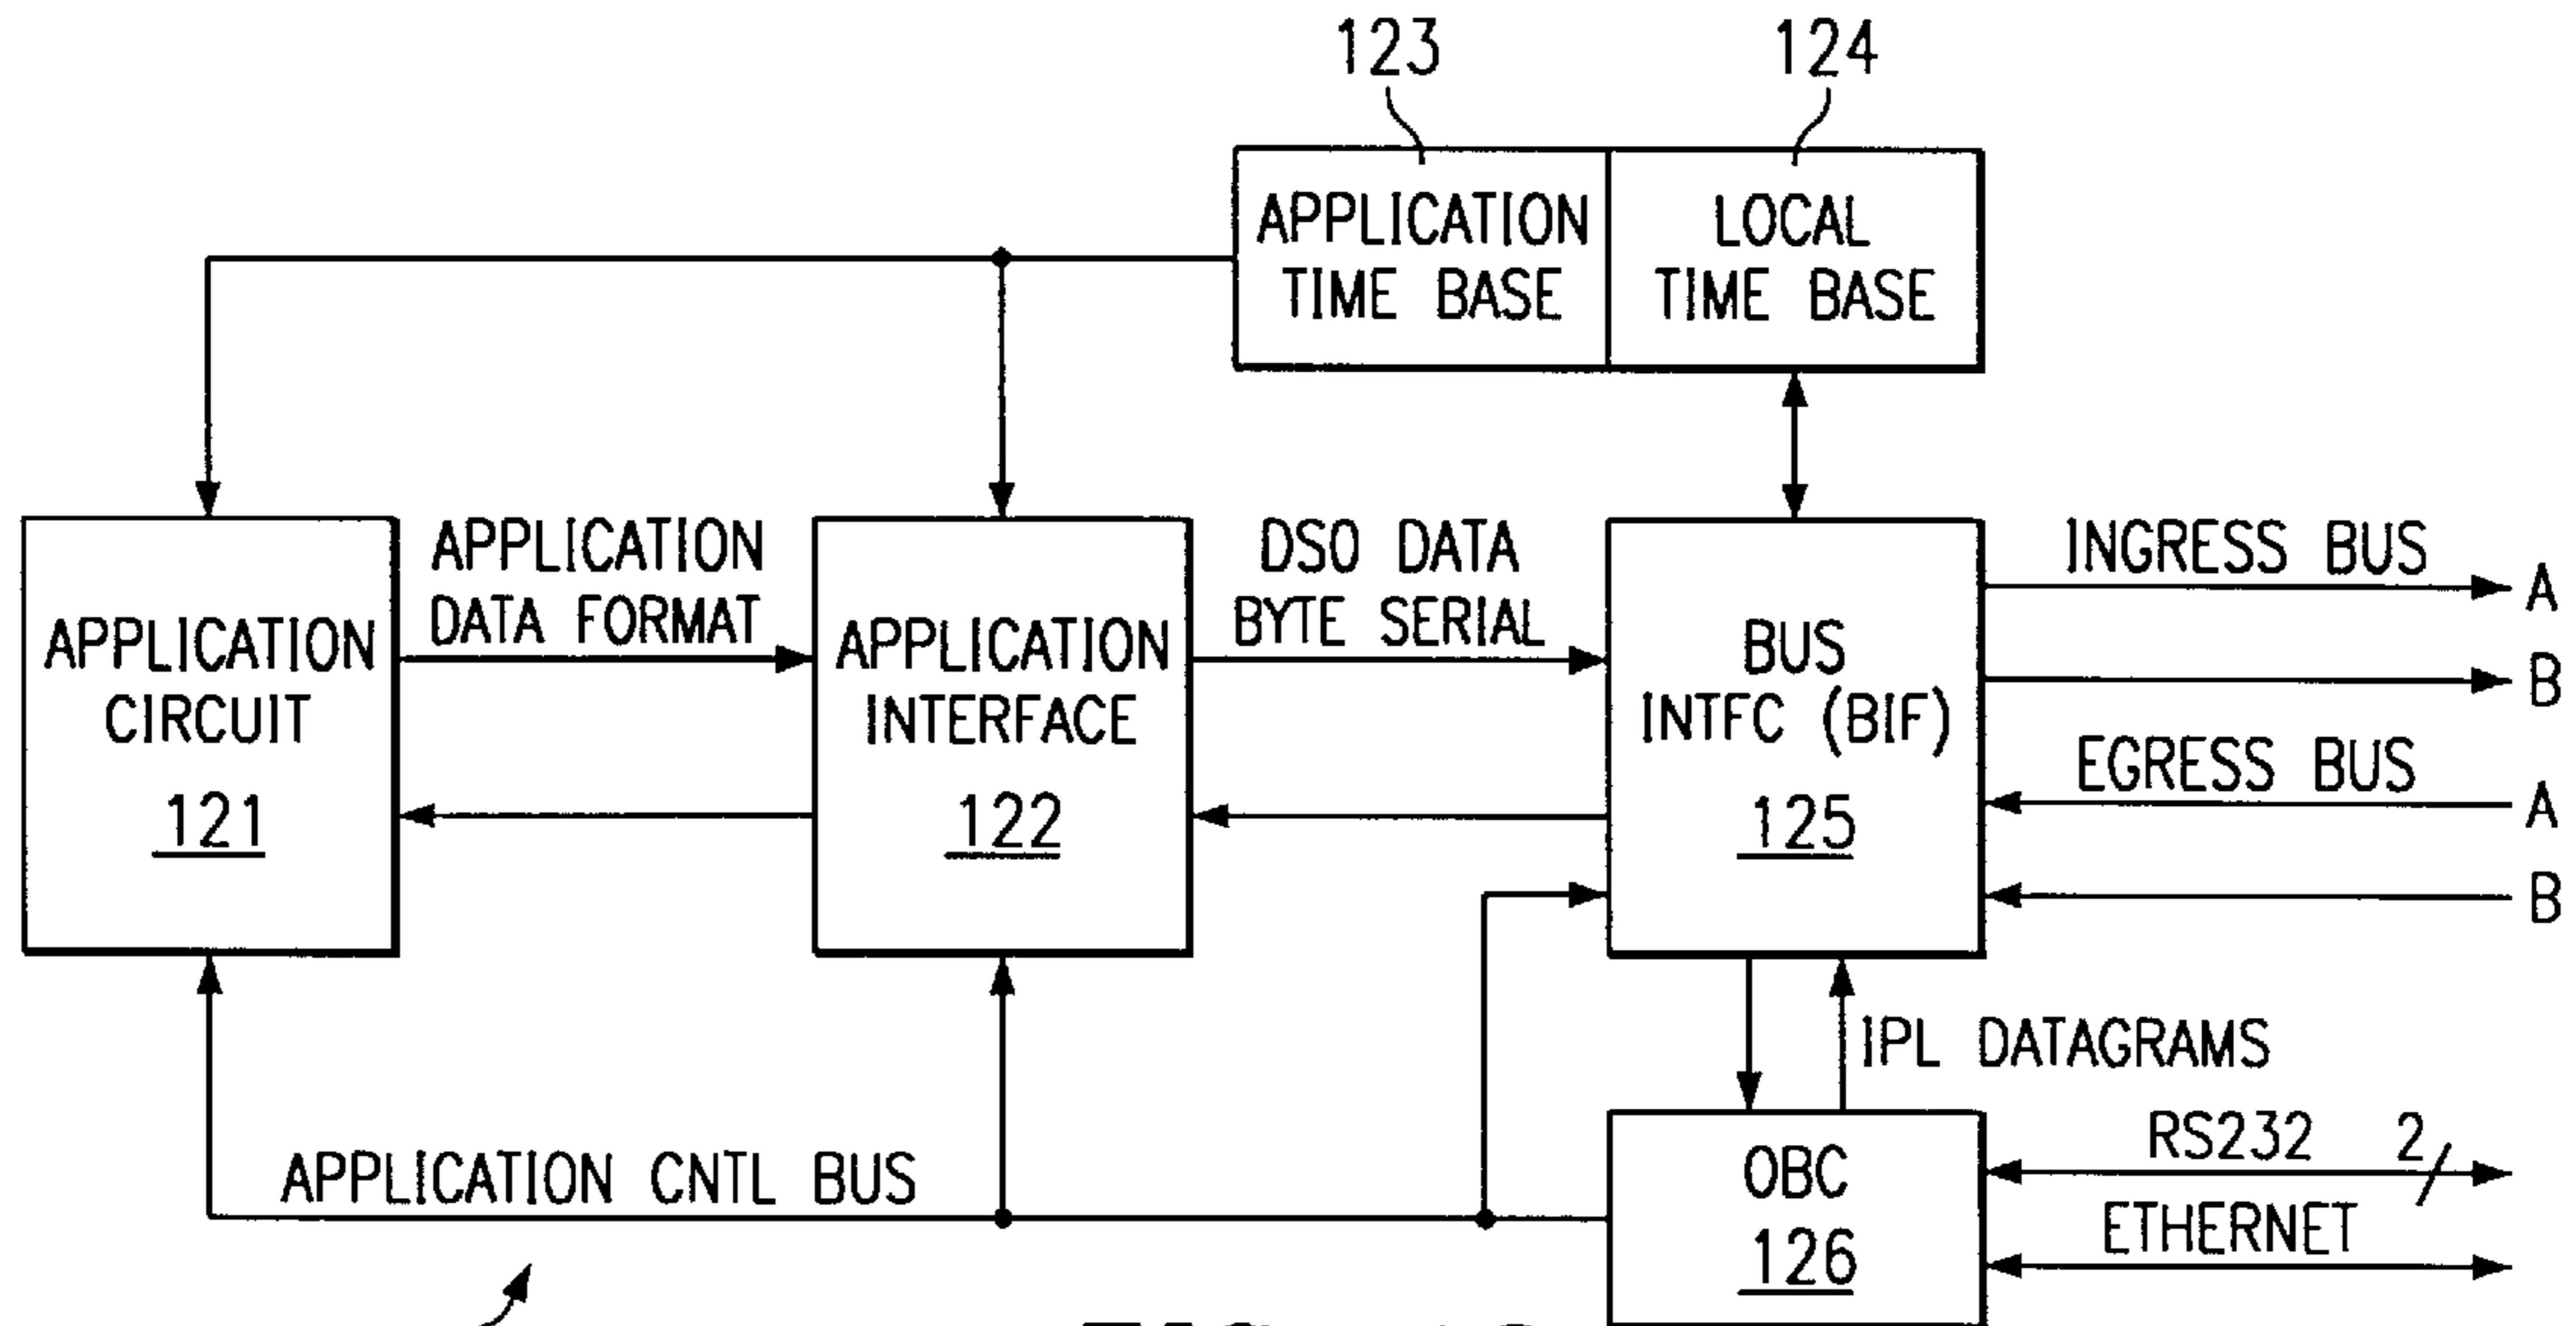 123
124
APPLICATION
TIME BASE
LOCAL
TIME BASE
APPLICATION
CIRCUIT
121
APPLICATION
DATA FORMAT
APPLICATION
INTERFACE
122
DSO DATA
BYTE SERIAL
BUS
INTFC (BIF)
125
INGRESS BUS
A
B
EGRESS BUS
A
B
IPL DATAGRAMS
APPLICATION CNTL BUS
OBC
126
RS232
2
ETHERNET